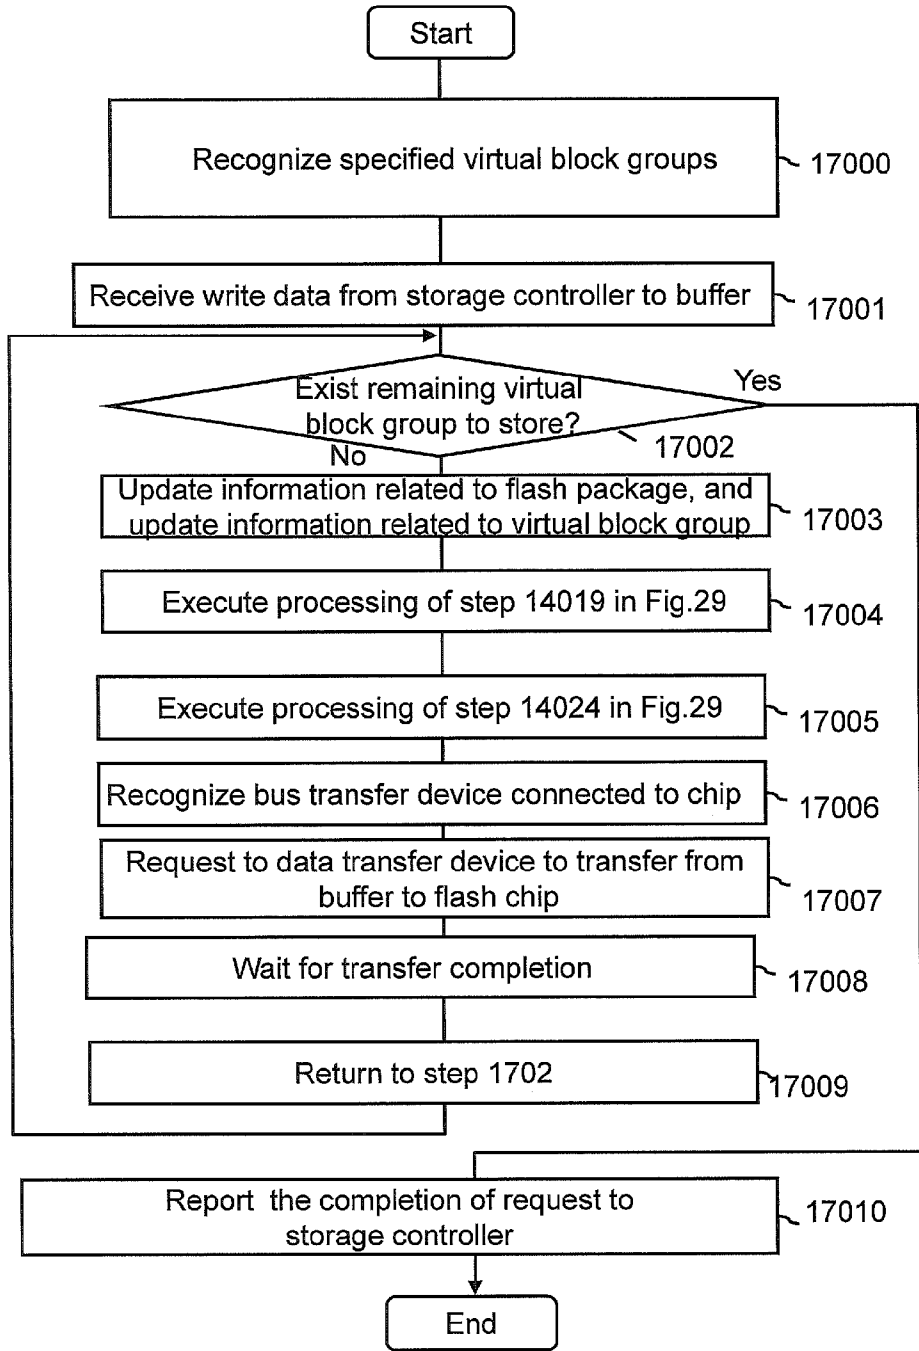 Start
Recognize specified virtual block groups
17000
Receive write data from storage controller to buffer
17001
Exist remaining virtual
block group to store?
Yes
17002
No
Update information related to flash package, and
update information related to virtual block group
17003
Execute processing of step 14019 in Fig.29
17004
Execute processing of step 14024 in Fig.29
17005
Recognize bus transfer device connected to chip
17006
Request to data transfer device to transfer from
buffer to flash chip
17007
Wait for transfer completion
17008
Return to step 1702
17009
Report the completion of request to
storage controller
17010
End